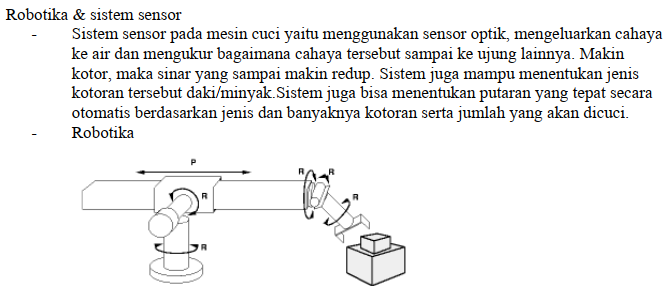 Robotika & sistem sensor
- Sistem sensor pada mesin cuci yaitu menggunakan sensor optik, mengeluarkan cahaya
ke air dan mengukur bagaimana cahaya tersebut sampai ke ujung lainnya. Makin
kotor, maka sinar yang sampai makin redup. Sistem juga mampu menentukan jenis
kotoran tersebut daki/minyak.Sistem juga bisa menentukan putaran yang tepat secara
otomatis berdasarkan jenis dan banyaknya kotoran serta jumlah yang akan dicuci.
- Robotika
P
R R
R R
R